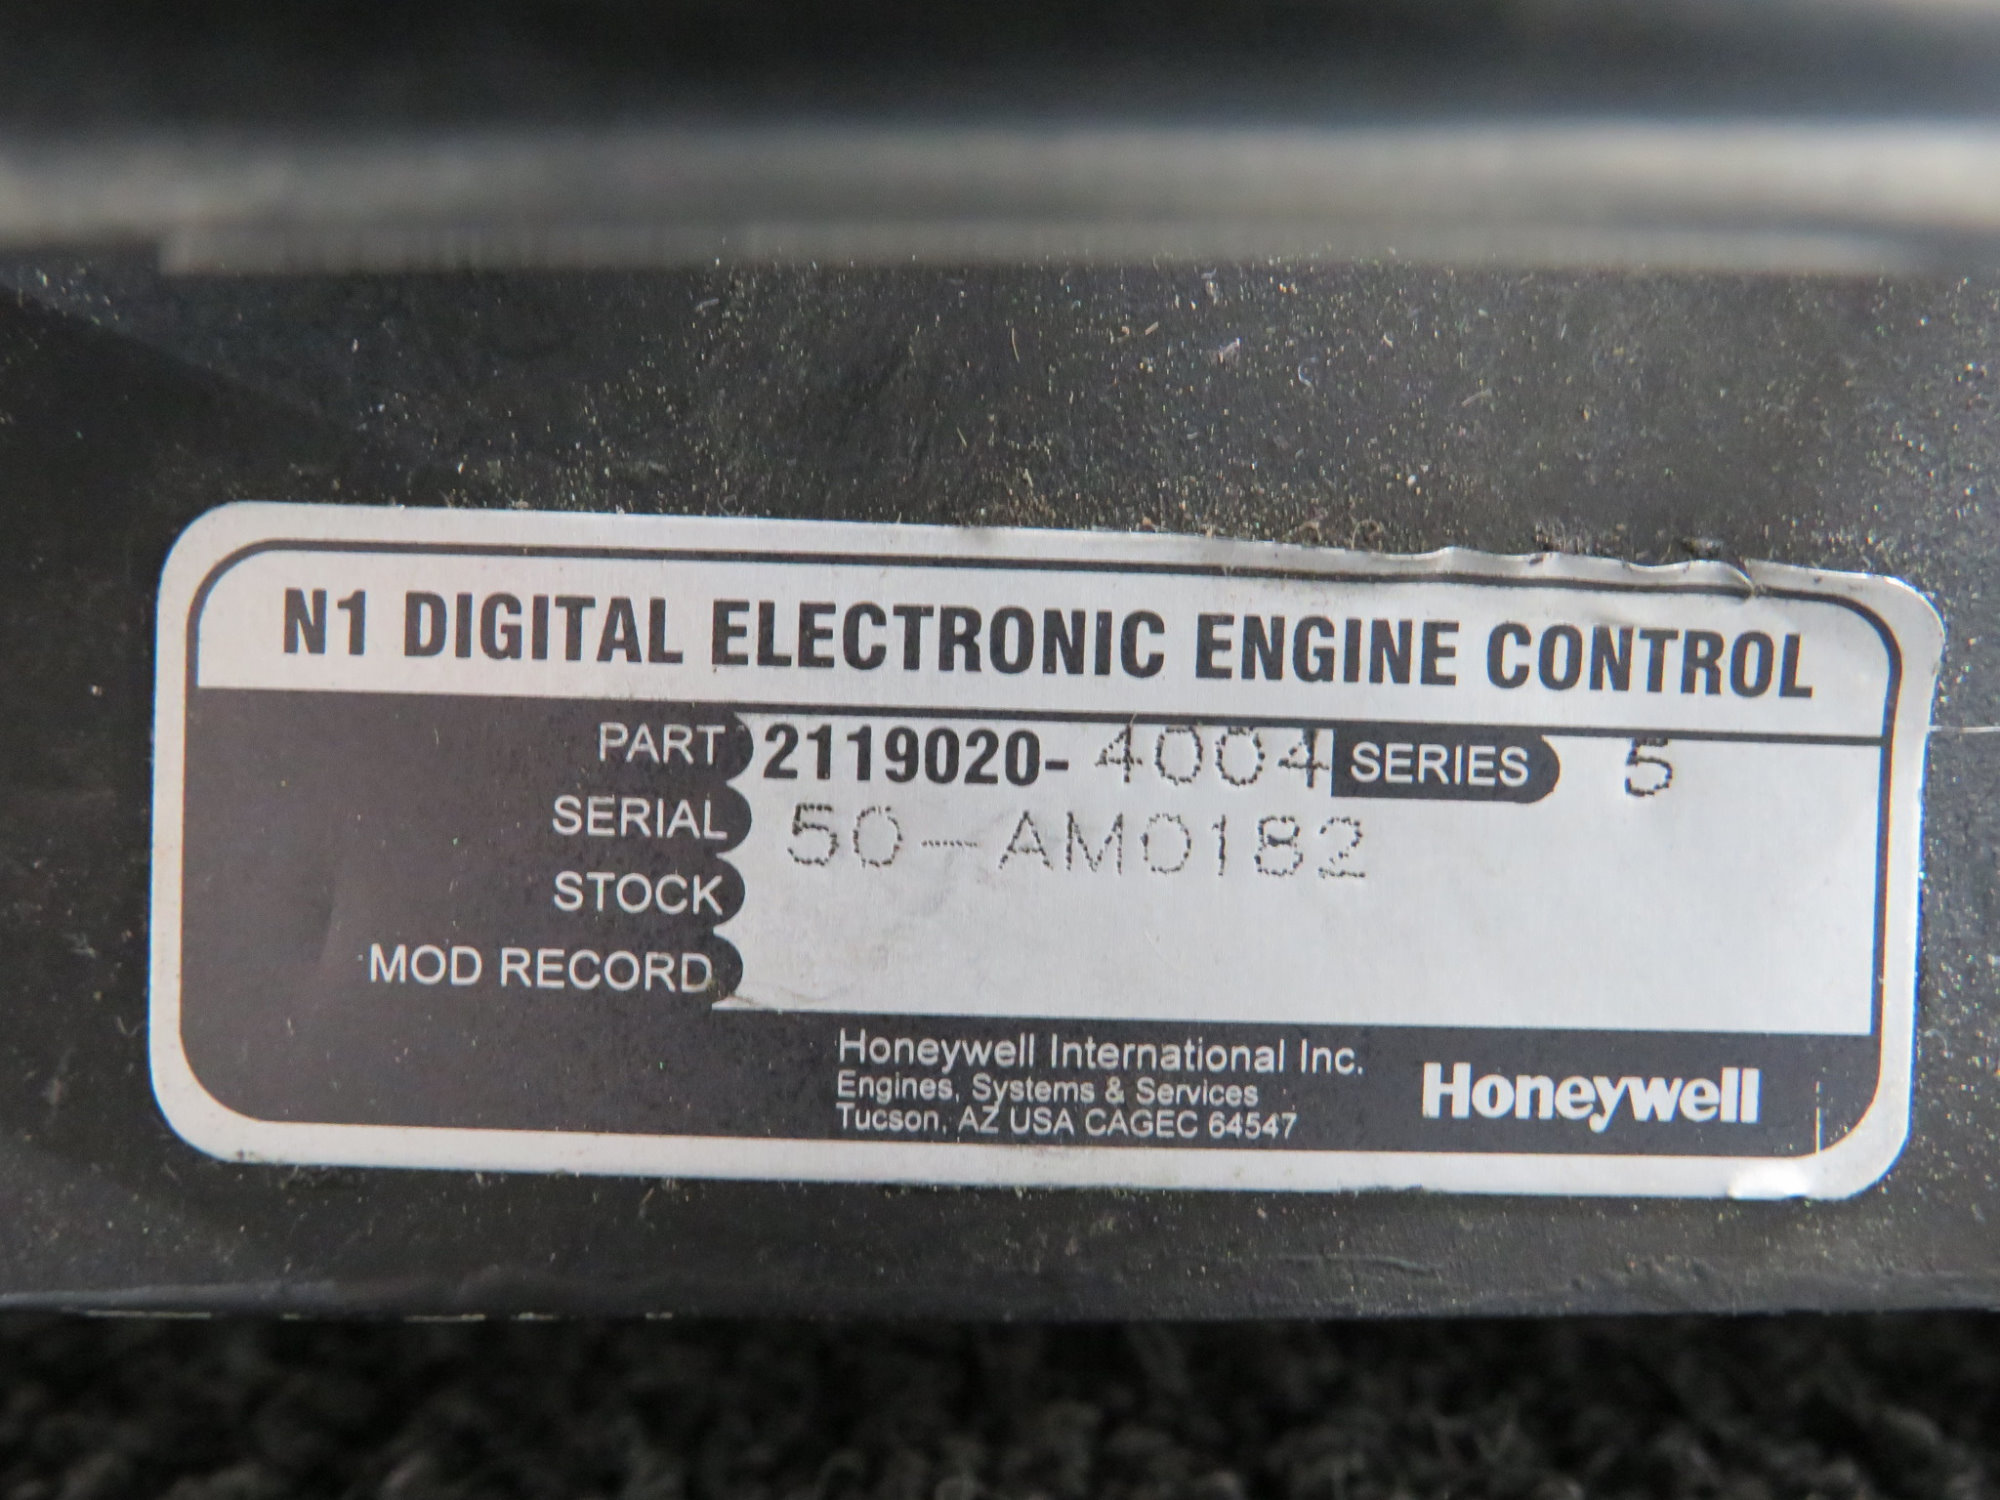 N1 DIGITAL ELECTRONIC ENGINE CONTROL
PART 2119020-4004 SERIES 5
SERIAL 50-AM0182
STOCK
MOD RECORD
Honeywell International Inc.
Engines, Systems & Services
Tucson, AZ USA CAGEC 64547
Honeywell